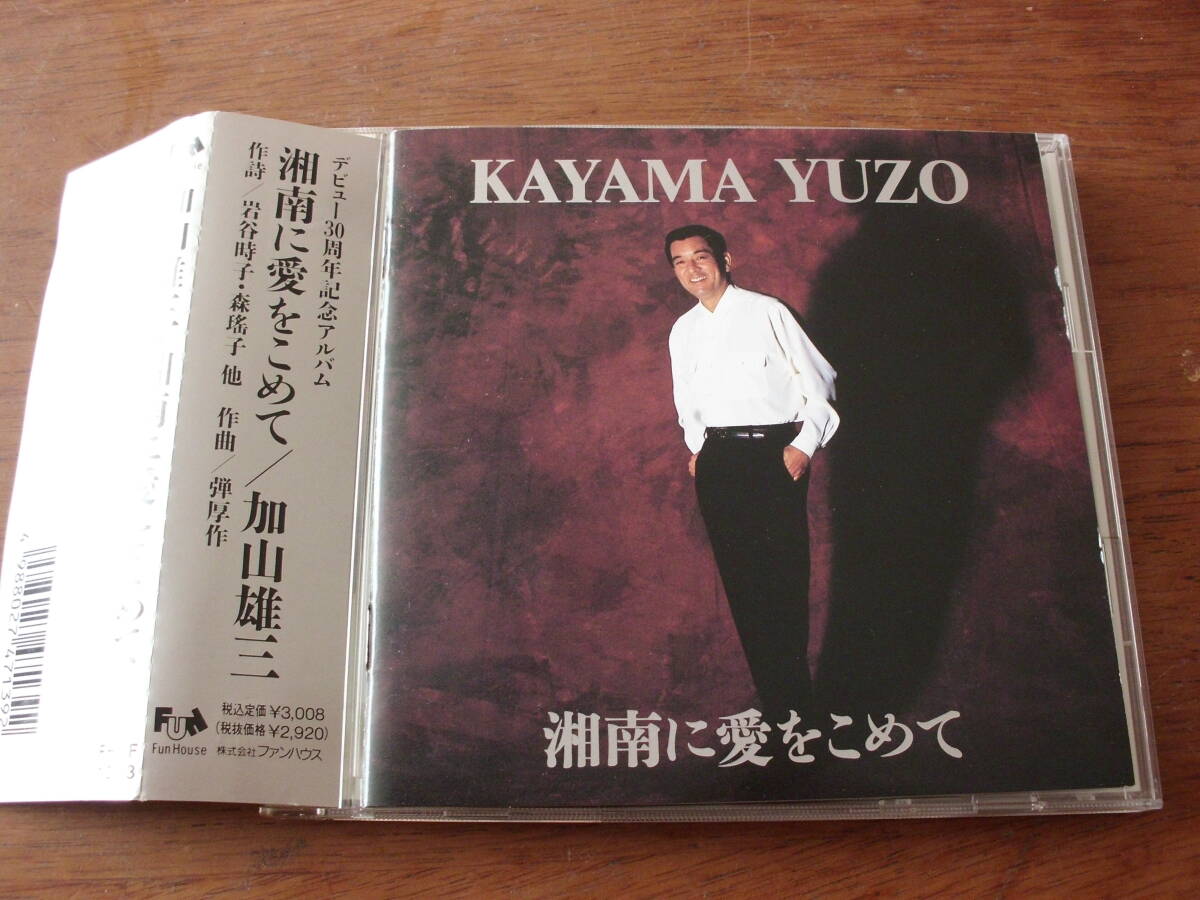 KAYAMA YUZO
湘南に愛をこめて
デビュー30周年記念アルバム
湘南に愛をこめて/加山雄三
作詩/岩谷時子・森瑤子 他 作曲/弾厚作
税込定価¥3,008
(税抜価格¥2,920)
FUN
Fun House 株式会社ファンハウス